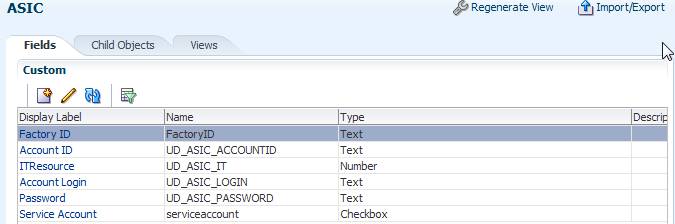 ASIC
Regenerate View Import/Export
Fields Child Objects Views
Custom
Display Label Name Type Descrip
Factory ID FactoryID Text
Account ID UD_ASIC_ACCOUNTID Text
ITResource UD_ASIC_IT Number
Account Login UD_ASIC_LOGIN Text
Password UD_ASIC_PASSWORD Text
Service Account serviceaccount Checkbox